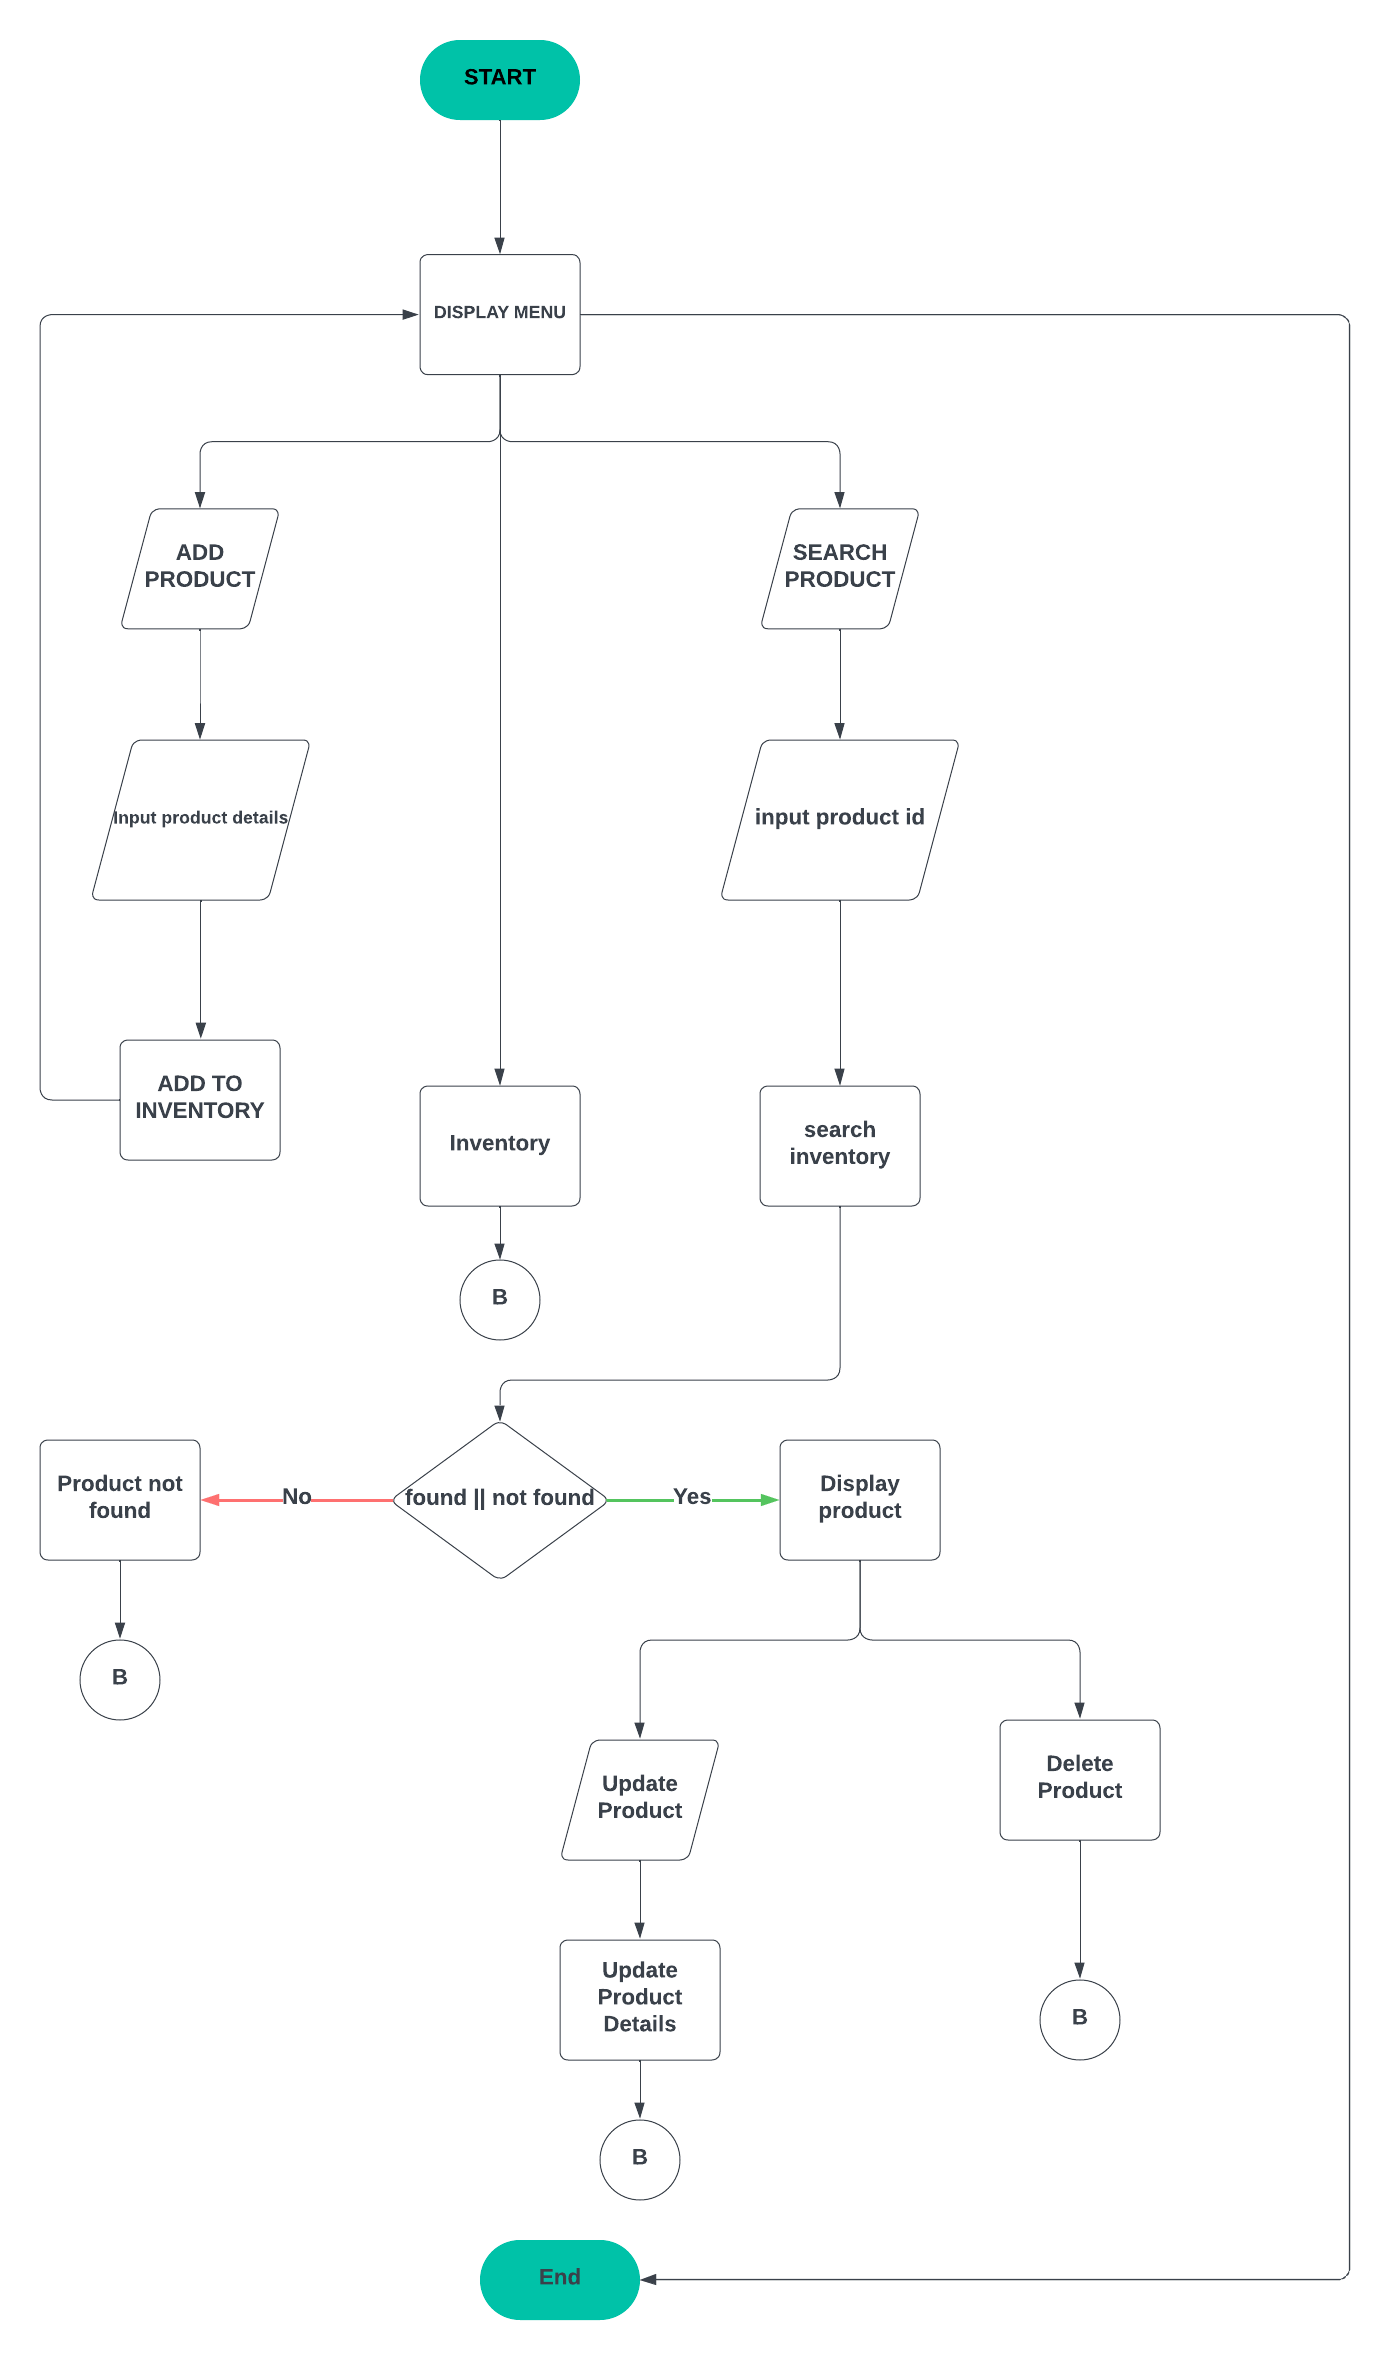 START
DISPLAY MENU
ADD
PRODUCT
SEARCH
PRODUCT
Input product details
input product id
ADD TO
INVENTORY
Inventory
search
inventory
B
Product not
found
No
found || not found
Yes
Display
product
B
Update
Product
Delete
Product
Update
Product
Details
B
B
End